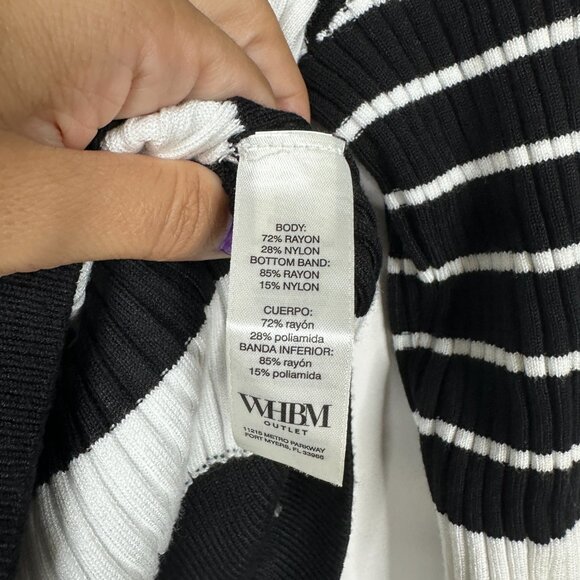 BODY:
72% RAYON
28% NYLON
BOTTOM BAND:
85% RAYON
15% NYLON
CUERPO:
72% rayón
28% poliamida
BANDA INFERIOR:
85% rayón
15% poliamida
WHBM
OUTLET
11215 METRO PARKWAY
FORT MYERS, FL 33966